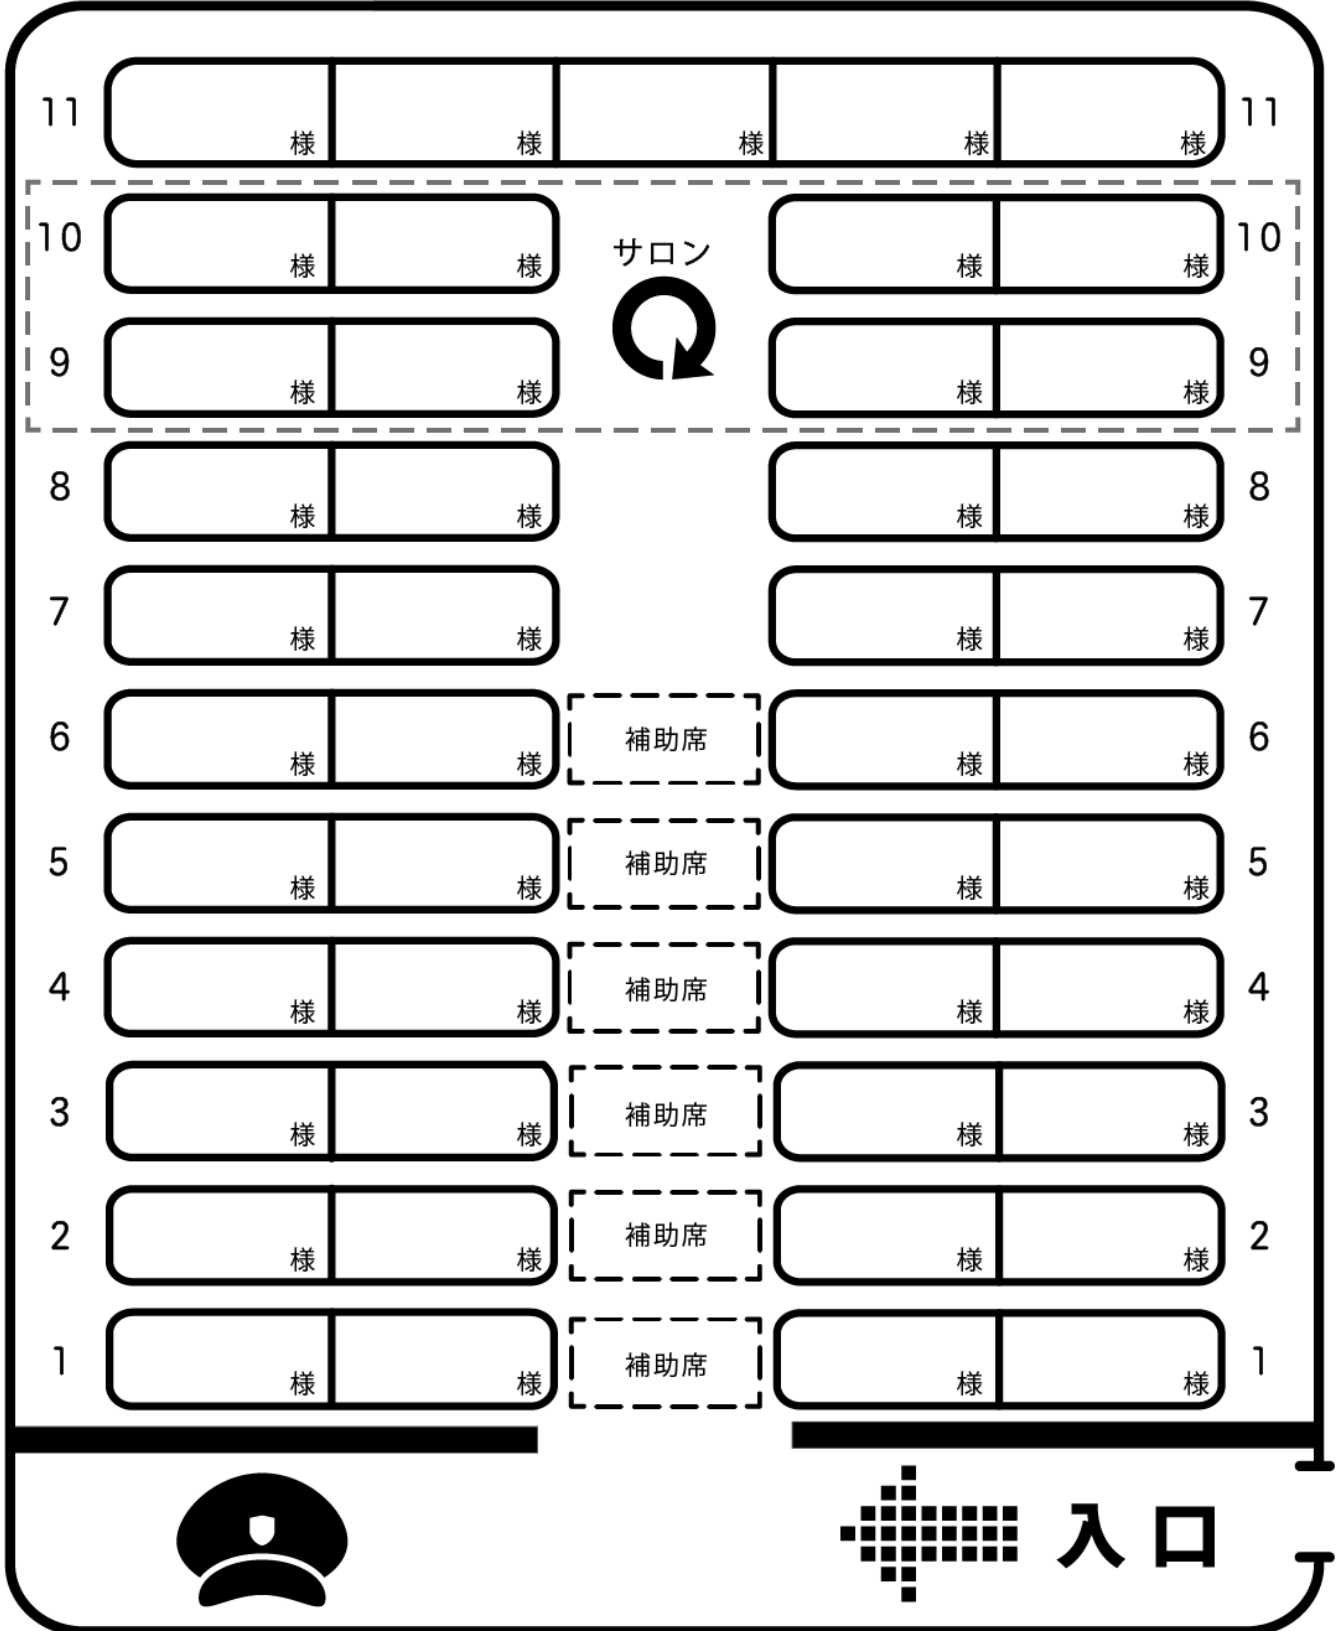 11 様 様 様 様 様 11
10 様 様 サロン 様 様 10
9 様 様 様 様 9
8 様 様 様 様 8
7 様 様 様 様 7
6 様 様 補助席 様 様 6
5 様 様 補助席 様 様 5
4 様 様 補助席 様 様 4
3 様 様 補助席 様 様 3
2 様 様 補助席 様 様 2
1 様 様 補助席 様 様 1
入口